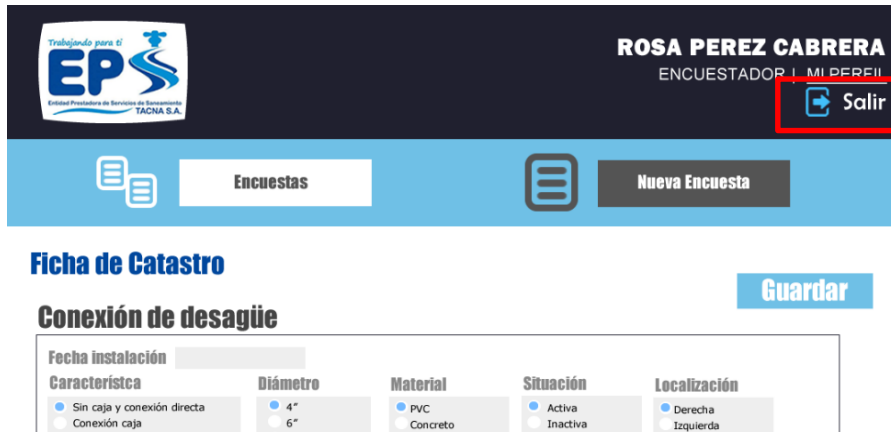 Trabajando para ti
EPS
Entidad Prestadora de Servicios de Saneamiento
TACNA S.A.
ROSA PEREZ CABRERA
ENCUESTADOR | MI PERFIL
Salir
Encuestas
Nueva Encuesta
Ficha de Catastro
Guardar
Conexión de desagüe
Fecha instalación
Característca Diámetro Material Situación Localización
Sin caja y conexión directa 4" PVC Activa Derecha
Conexión caja 6" Concreto Inactiva Izquierda